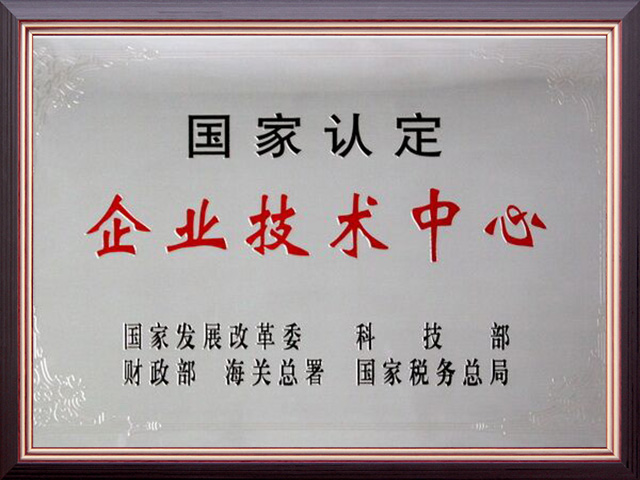 国家认定
企业技术中心
国家发展改革委 科技部
财政部 海关总署 国家税务总局